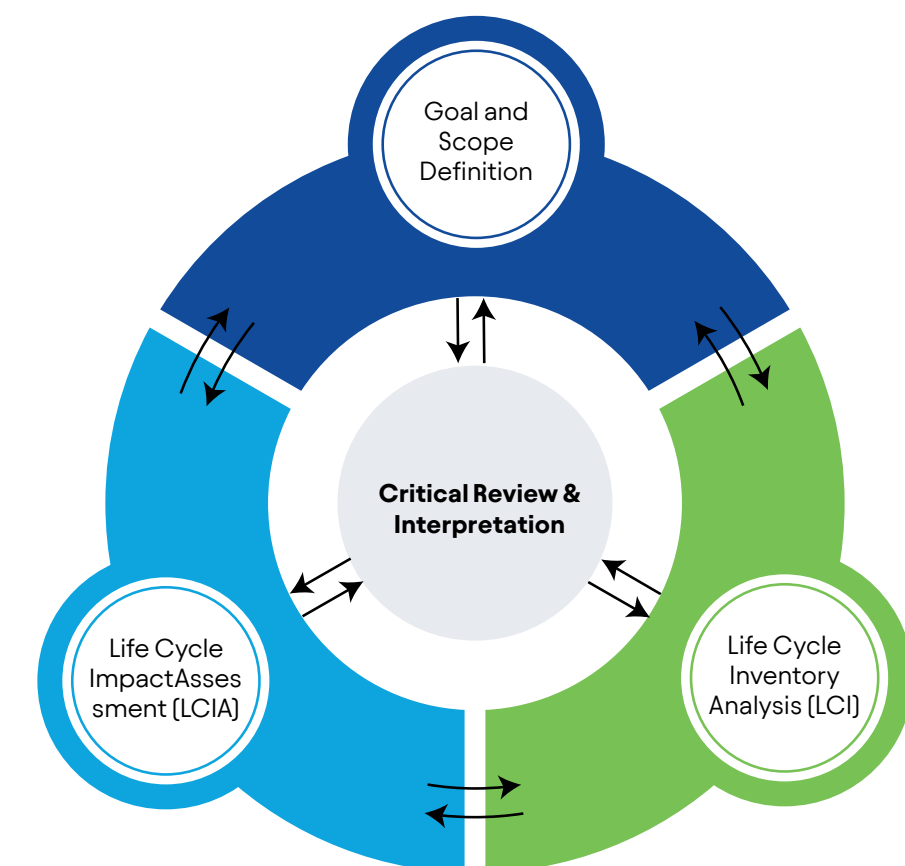 Goal and
Scope
Definition
Critical Review &
Interpretation
Life Cycle
ImpactAsses
sment (LCIA)
Life Cycle
Inventory
Analysis (LCI)